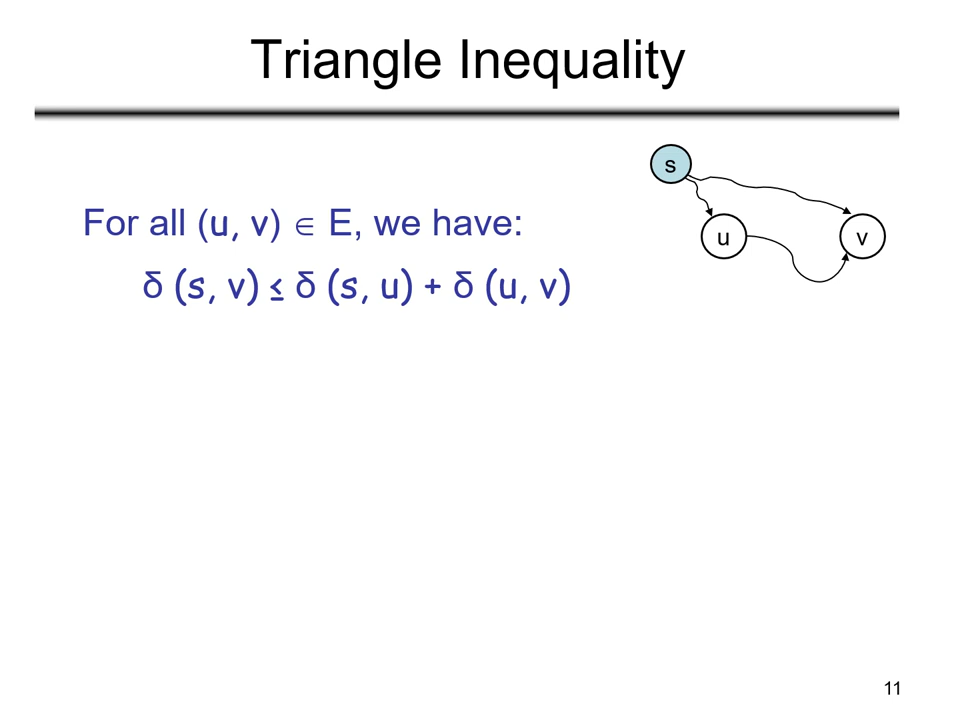 Triangle Inequality
s
For all (u, v) ∈ E, we have:
u
v
δ (s, v) ≤ δ (s, u) + δ (u, v)
11